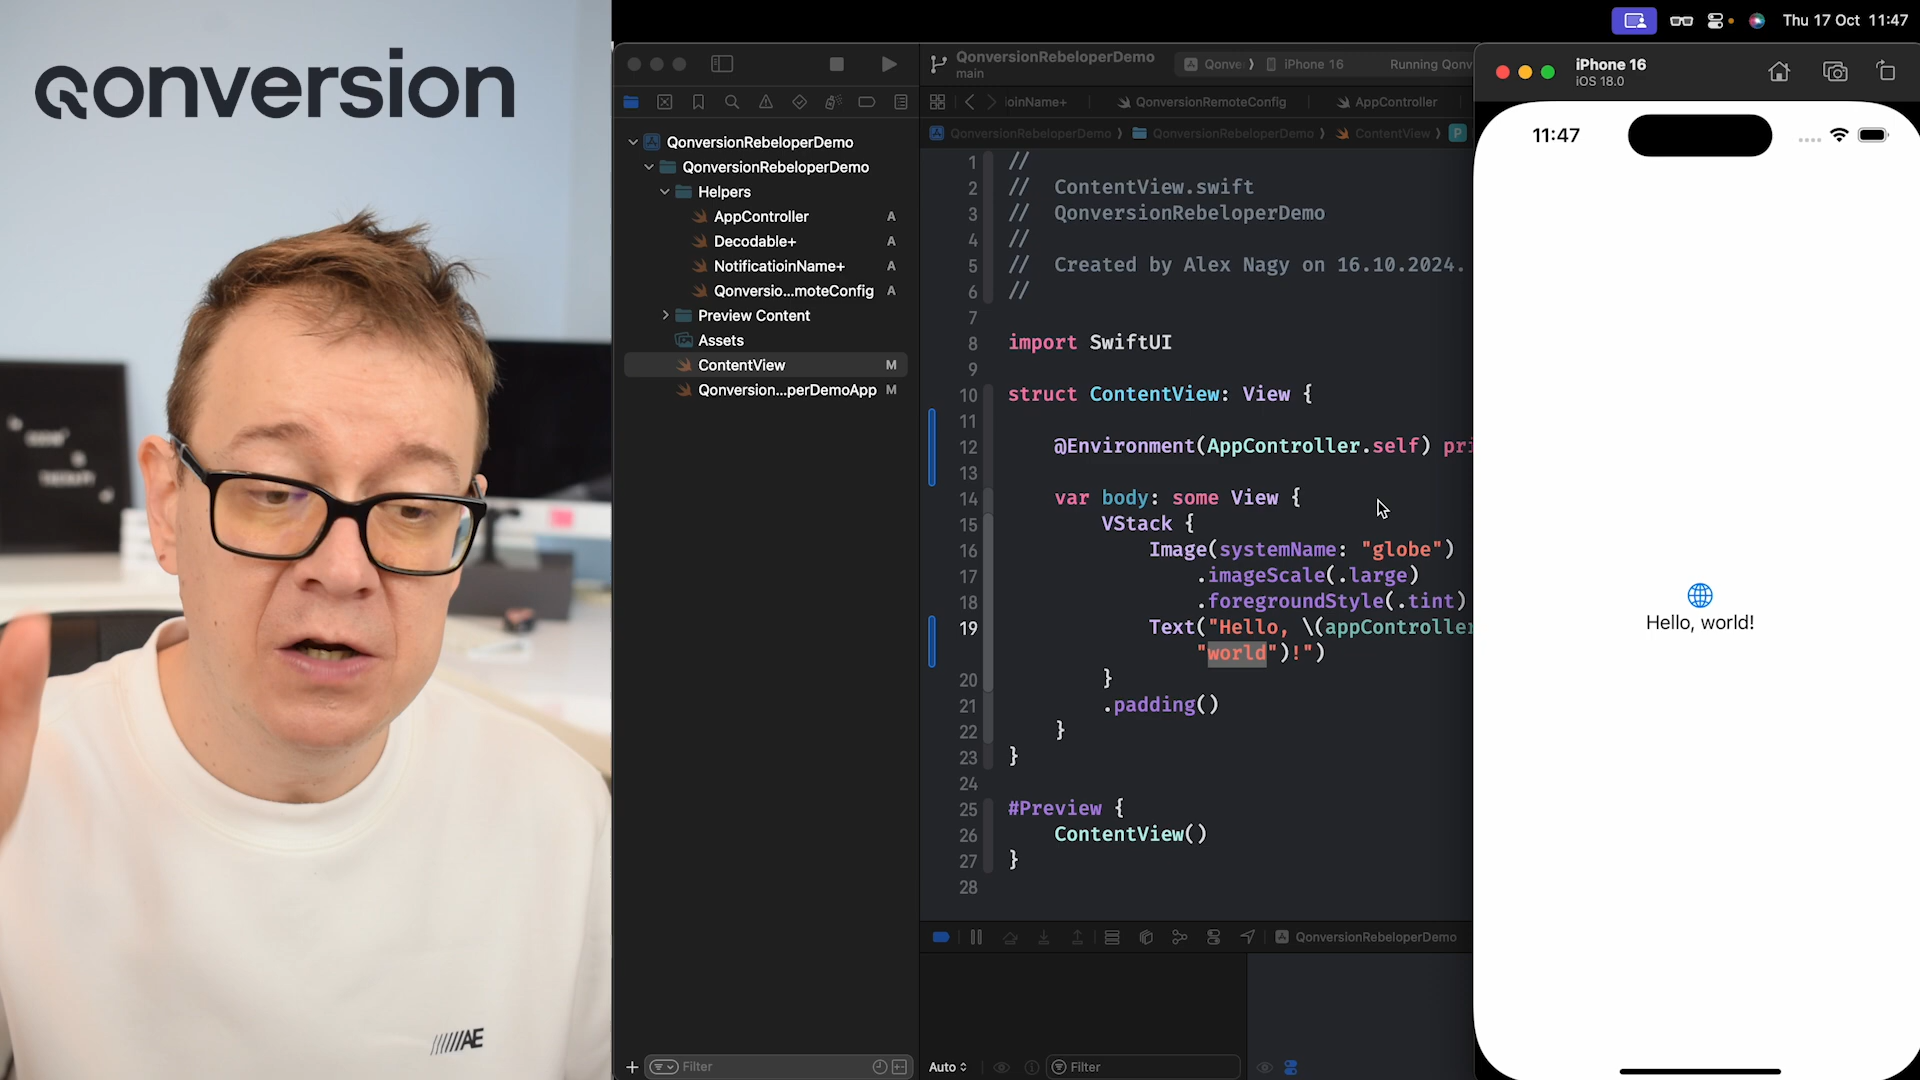 Qonversion
Thu 17 Oct 11:47
QonversionRebeloperDemo
main
Qonver
iPhone 16
Running Qonv
iPhone 16
iOS 18.0
oinName+
QonversionRemoteConfig
AppController
QonversionRebeloperDemo
QonversionRebeloperDemo
ContentView
P
QonversionRebeloperDemo
QonversionRebeloperDemo
Helpers
AppController A
Decodable+ A
NotificatioinName+ A
Qonversio...moteConfig A
Preview Content
Assets
ContentView M
Qonversion...perDemoApp M
1 //
2 // ContentView.swift
3 // QonversionRebeloperDemo
4 //
5 // Created by Alex Nagy on 16.10.2024.
6 //
7
8 import SwiftUI
9
10 struct ContentView: View {
11
12 @Environment(AppController.self) pri
13
14 var body: some View {
15 VStack {
16 Image(systemName: "globe")
17 .imageScale(.large)
18 .foregroundStyle(.tint)
19 Text("Hello, \(appController
"world")!")
20 }
21 .padding()
22 }
23 }
24
25 #Preview {
26 ContentView()
27 }
28
QonversionRebeloperDemo
Filter
Auto
Filter
11:47
Hello, world!
//////AE